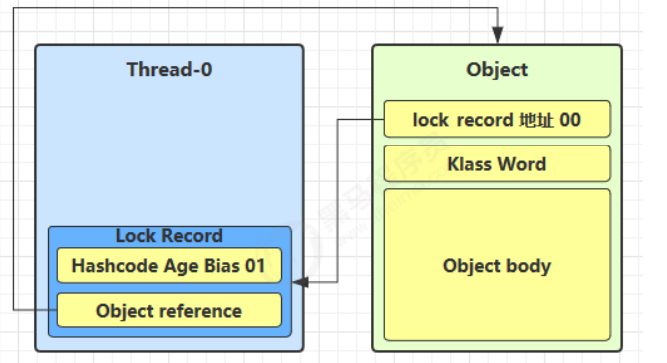 Thread-0
Lock Record
Hashcode Age Bias 01
Object reference
Object
lock record 地址 00
Klass Word
Object body